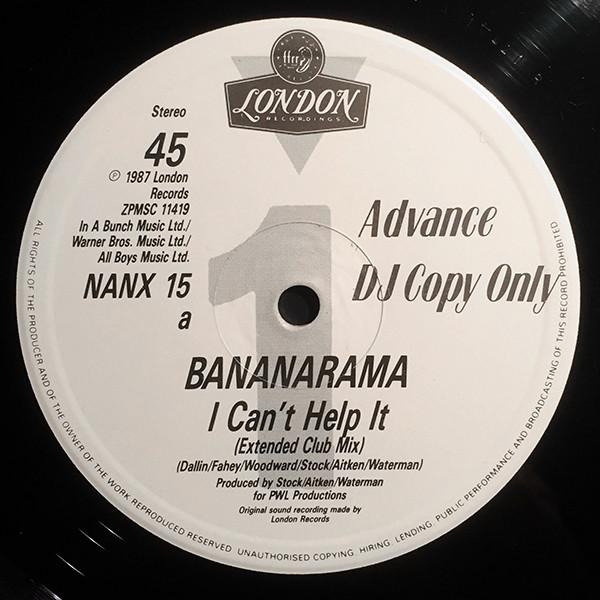 ffrr
LONDON
RECORDINGS
Stereo
45
℗ 1987 London
Records
ZPMSC 11419
In A Bunch Music Ltd./
Warner Bros. Music Ltd./
All Boys Music Ltd.
NANX 15
a
1
Advance
DJ Copy Only
BANANARAMA
I Can't Help It
(Extended Club Mix)
(Dallin/Fahey/Woodward/Stock/Aitken/Waterman)
Produced by Stock/Aitken/Waterman
for PWL Productions
Original sound recording made by
London Records
ALL RIGHTS OF THE PRODUCER AND OF THE OWNER OF THE WORK REPRODUCED RESERVED. UNAUTHORISED COPYING, HIRING, LENDING, PUBLIC PERFORMANCE AND BROADCASTING OF THIS RECORD PROHIBITED